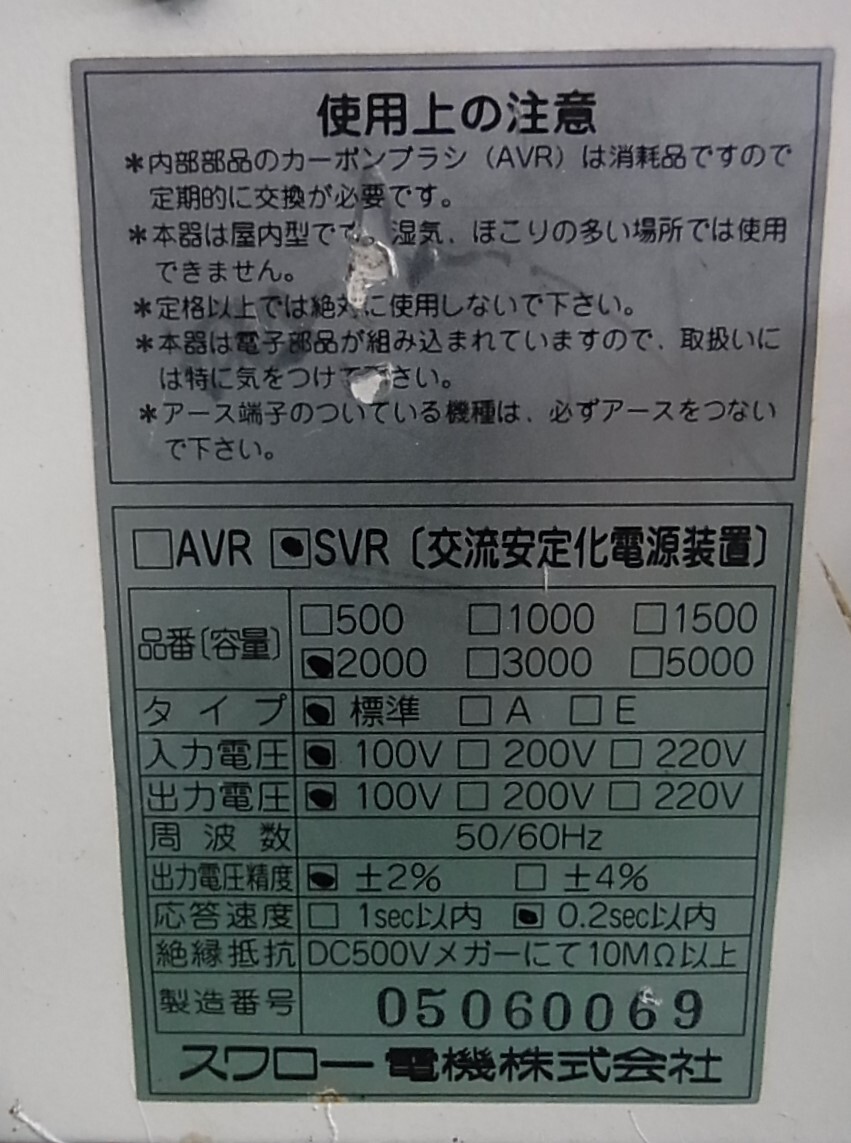 使用上の注意
*内部部品のカーボンブラシ（AVR）は消耗品ですので
定期的に交換が必要です。
*本器は屋内型です。湿気、ほこりの多い場所では使用
できません。
*定格以上では絶対に使用しないで下さい。
*本器は電子部品が組み込まれていますので、取扱いに
は特に気をつけて下さい。
*アース端子のついている機種は、必ずアースをつない
で下さい。
□AVR ☑SVR〔交流安定化電源装置〕
品番〔容量〕 □500 □1000 □1500
☑2000 □3000 □5000
タイプ ☑標準 □A □E
入力電圧 ☑100V □200V □220V
出力電圧 ☑100V □200V □220V
周波数 50/60Hz
出力電圧精度 ☑±2% □±4%
応答速度 □1sec以内 ☑0.2sec以内
絶縁抵抗 DC500Vメガーにて10MΩ以上
製造番号 05060069
スワロー電機株式会社